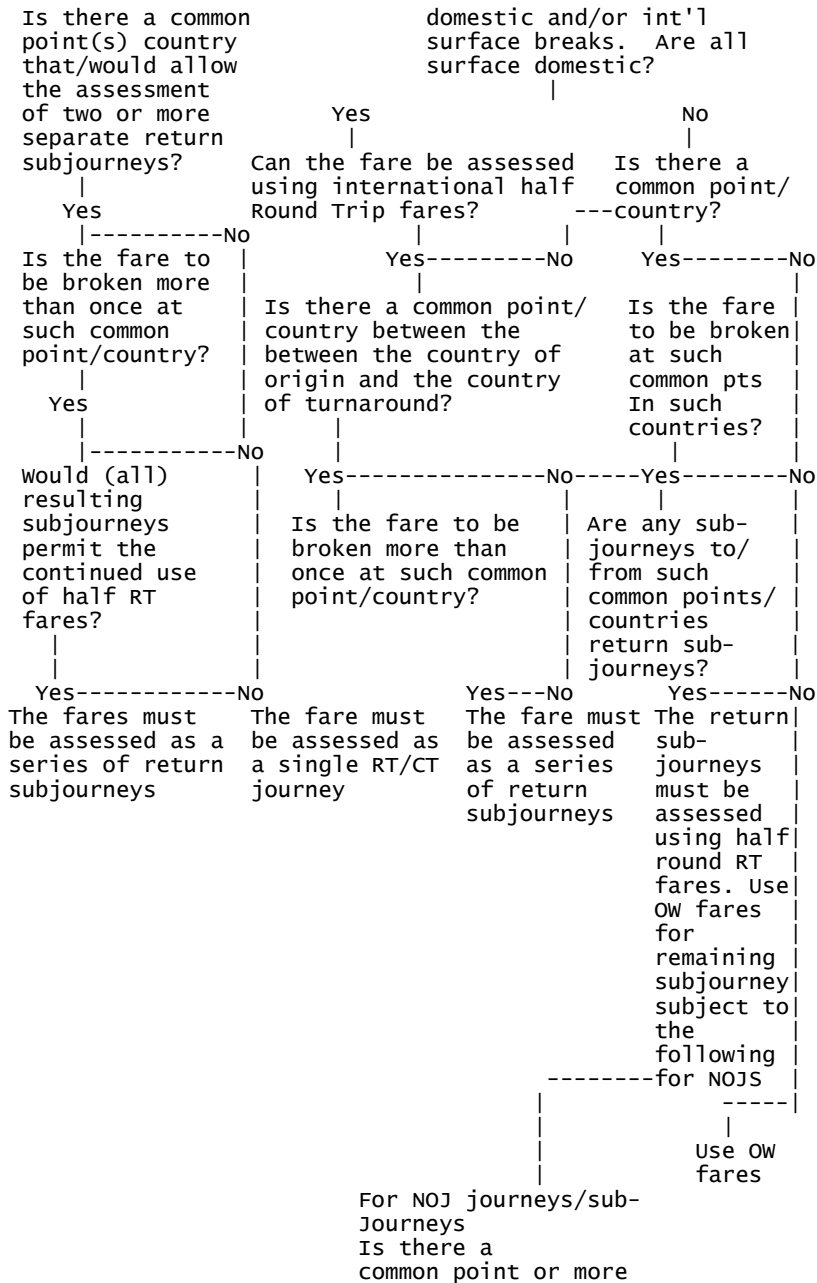 Is there a common domestic and/or int'l
point(s) country surface breaks. Are all
that/would allow surface domestic?
the assessment |
of two or more Yes No
separate return | |
subjourneys? Can the fare be assessed Is there a
| using international half common point/
Yes Round Trip fares? ---country?
|----------No | | |
Is the fare to | Yes---------No Yes--------No
be broken more | | |
than once at | Is there a common point/ Is the fare |
such common | country between the to be broken|
point/country? | between the country of at such |
| | origin and the country common pts |
Yes | of turnaround? In such |
| | | countries? |
|-----------No | | |
Would (all) | Yes---------------No-----Yes--------No
resulting | | | | |
subjourneys | Is the fare to be | Are any sub- |
permit the | broken more than | journeys to/ |
continued use | once at such common | from such |
of half RT | point/country? | common points/ |
fares? | | countries |
| | | return sub- |
| | | journeys? |
Yes------------No Yes---No Yes------No
The fares must The fare must The fare must The return|
be assessed as a be assessed as be assessed sub- |
series of return a single RT/CT as a series journeys |
subjourneys journey of return must be |
subjourneys assessed |
using half|
round RT |
fares. Use|
OW fares |
for |
remaining |
subjourney|
subject to|
the |
following |
--------for NOJS |
| -----|
| |
| Use OW
| fares
For NOJ journeys/sub-
Journeys
Is there a
common point or more